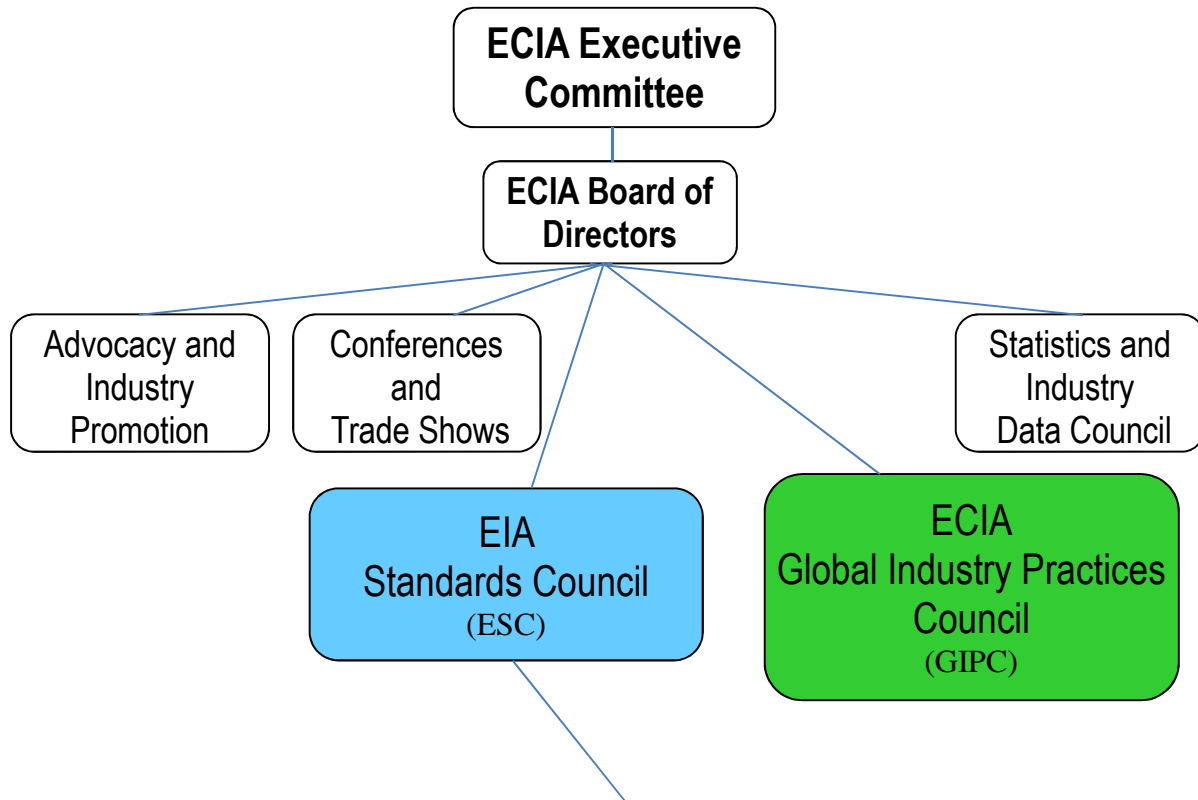 ECIA Executive
Committee
ECIA Board of
Directors
Advocacy and
Industry
Promotion
Conferences
and
Trade Shows
Statistics and
Industry
Data Council
EIA
Standards Council
(ESC)
ECIA
Global Industry Practices
Council
(GIPC)